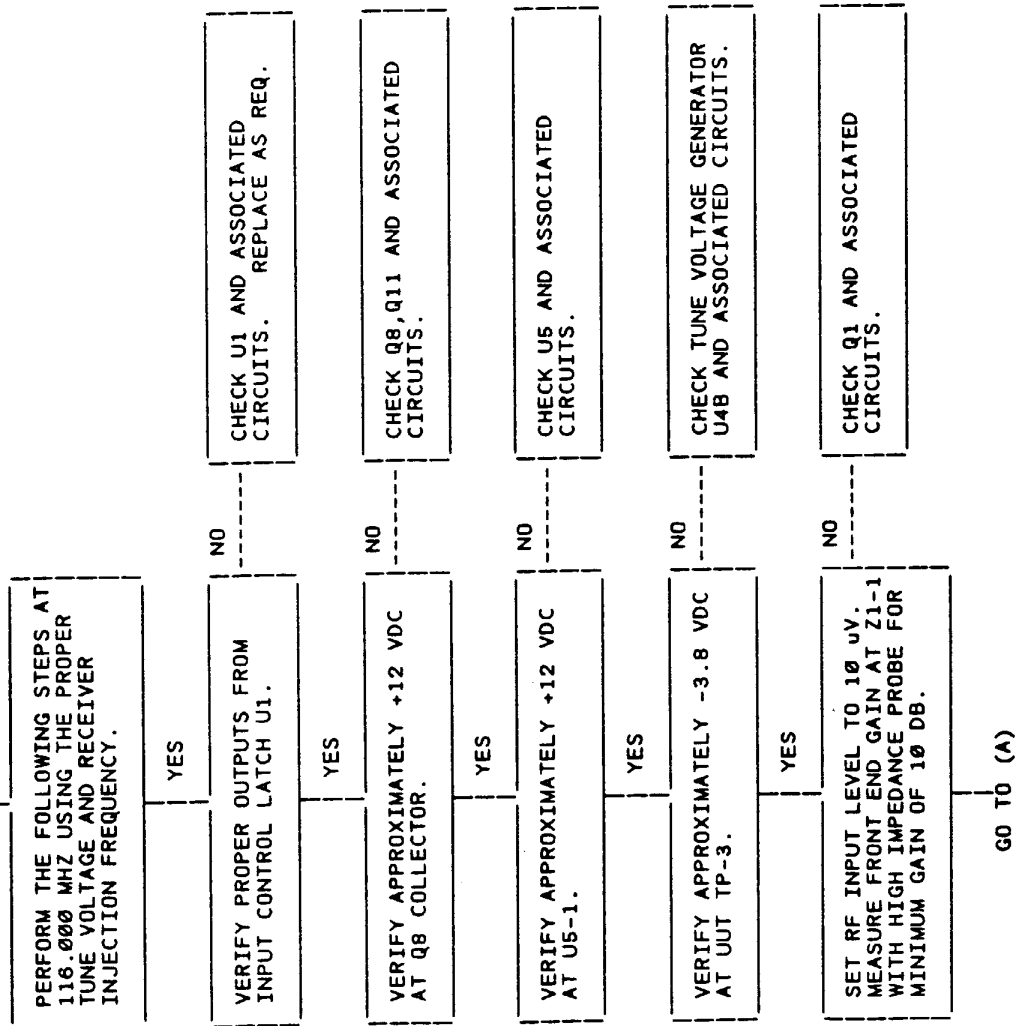 PERFORM THE FOLLOWING STEPS AT
116.000 MHZ USING THE PROPER
TUNE VOLTAGE AND RECEIVER
INJECTION FREQUENCY.
YES
VERIFY PROPER OUTPUTS FROM
INPUT CONTROL LATCH U1.
NO
CHECK U1 AND ASSOCIATED
CIRCUITS. REPLACE AS REQ.
YES
VERIFY APPROXIMATELY +12 VDC
AT Q8 COLLECTOR.
NO
CHECK Q8,Q11 AND ASSOCIATED
CIRCUITS.
YES
VERIFY APPROXIMATELY +12 VDC
AT U5-1.
NO
CHECK U5 AND ASSOCIATED
CIRCUITS.
YES
VERIFY APPROXIMATELY -3.8 VDC
AT UUT TP-3.
NO
CHECK TUNE VOLTAGE GENERATOR
U4B AND ASSOCIATED CIRCUITS.
YES
SET RF INPUT LEVEL TO 10 uV.
MEASURE FRONT END GAIN AT Z1-1
WITH HIGH IMPEDANCE PROBE FOR
MINIMUM GAIN OF 10 DB.
NO
CHECK Q1 AND ASSOCIATED
CIRCUITS.
GO TO (A)